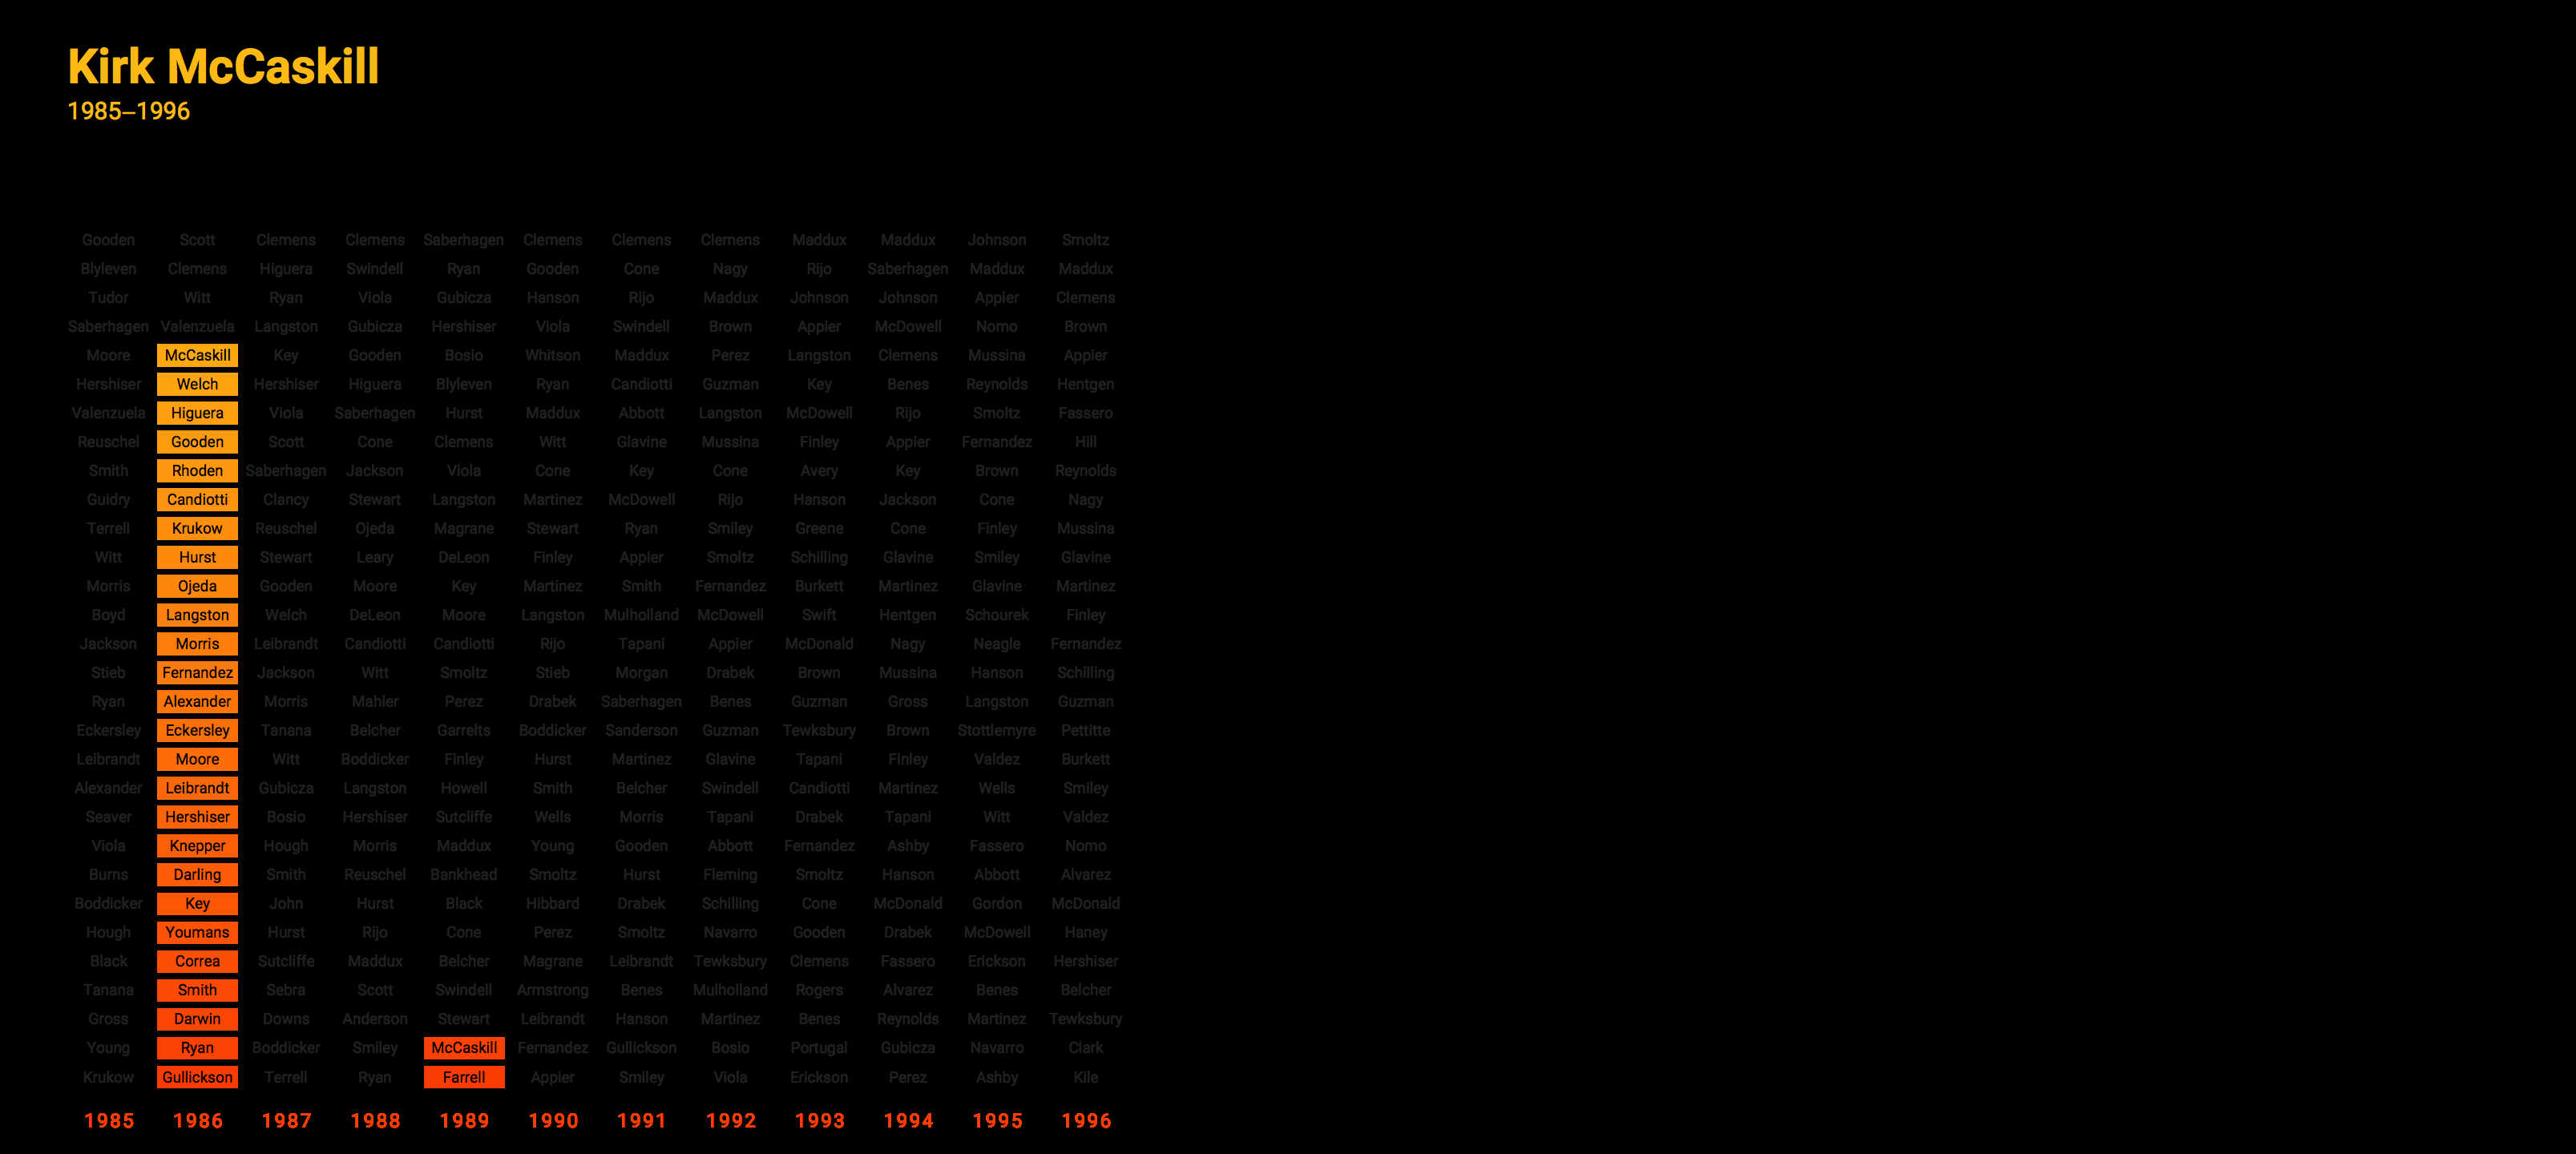 Kirk McCaskill
1985–1996
Gooden Scott Clemens Clemens Saberhagen Clemens Clemens Clemens Maddux Maddux Johnson Smoltz
Blyleven Clemens Higuera Swindell Ryan Gooden Cone Nagy Rijo Saberhagen Maddux Maddux
Tudor Witt Ryan Viola Gubicza Hanson Rijo Maddux Johnson Johnson Appier Clemens
Saberhagen Valenzuela Langston Gubicza Hershiser Viola Swindell Brown Appier McDowell Nomo Brown
Moore McCaskill Key Gooden Bosio Whitson Maddux Perez Langston Clemens Mussina Appier
Hershiser Welch Hershiser Higuera Blyleven Ryan Candiotti Guzman Key Benes Reynolds Hentgen
Valenzuela Higuera Viola Saberhagen Hurst Maddux Abbott Langston McDowell Rijo Smoltz Fassero
Reuschel Gooden Scott Cone Clemens Witt Glavine Mussina Finley Appier Fernandez Hill
Smith Rhoden Saberhagen Jackson Viola Cone Key Cone Avery Key Brown Reynolds
Guidry Candiotti Clancy Stewart Langston Martinez McDowell Rijo Hanson Jackson Cone Nagy
Terrell Krukow Reuschel Ojeda Magrane Stewart Ryan Smiley Greene Cone Finley Mussina
Witt Hurst Stewart Leary DeLeon Finley Appier Smoltz Schilling Glavine Smiley Glavine
Morris Ojeda Gooden Moore Key Martinez Smith Fernandez Burkett Martinez Glavine Martinez
Boyd Langston Welch DeLeon Moore Langston Mulholland McDowell Swift Hentgen Schourek Finley
Jackson Morris Leibrandt Candiotti Candiotti Rijo Tapani Appier McDonald Nagy Neagle Fernandez
Stieb Fernandez Jackson Witt Smoltz Stieb Morgan Drabek Brown Mussina Hanson Schilling
Ryan Alexander Morris Mahler Perez Drabek Saberhagen Benes Guzman Gross Langston Guzman
Eckersley Eckersley Tanana Belcher Garrelts Boddicker Sanderson Guzman Tewksbury Brown Stottlemyre Pettitte
Leibrandt Moore Witt Boddicker Finley Hurst Martinez Glavine Tapani Finley Valdez Burkett
Alexander Leibrandt Gubicza Langston Howell Smith Belcher Swindell Candiotti Martinez Wells Smiley
Seaver Hershiser Bosio Hershiser Sutcliffe Wells Morris Tapani Drabek Tapani Witt Valdez
Viola Knepper Hough Morris Maddux Young Gooden Abbott Fernandez Ashby Fassero Nomo
Burns Darling Smith Reuschel Bankhead Smoltz Hurst Fleming Smoltz Hanson Abbott Alvarez
Boddicker Key John Hurst Black Hibbard Drabek Schilling Cone McDonald Gordon McDonald
Hough Youmans Hurst Rijo Cone Perez Smoltz Navarro Gooden Drabek McDowell Haney
Black Correa Sutcliffe Maddux Belcher Magrane Leibrandt Tewksbury Clemens Fassero Erickson Hershiser
Tanana Smith Sebra Scott Swindell Armstrong Benes Mulholland Rogers Alvarez Benes Belcher
Gross Darwin Downs Anderson Stewart Leibrandt Hanson Martinez Benes Reynolds Martinez Tewksbury
Young Ryan Boddicker Smiley McCaskill Fernandez Gullickson Bosio Portugal Gubicza Navarro Clark
Krukow Gullickson Terrell Ryan Farrell Appier Smiley Viola Erickson Perez Ashby Kile
1985 1986 1987 1988 1989 1990 1991 1992 1993 1994 1995 1996